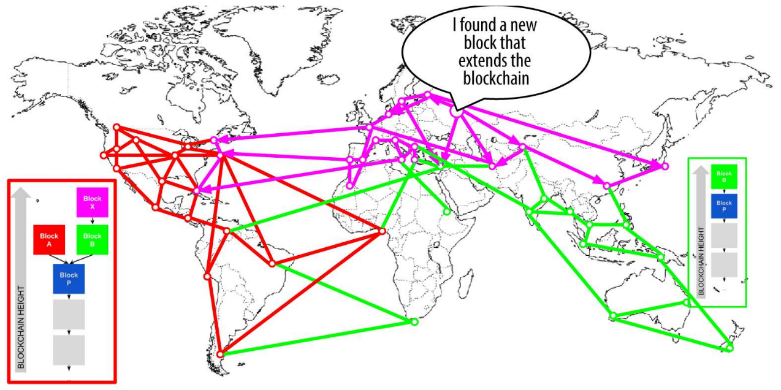 I found a new
block that
extends the
blockchain
BLOCKCHAIN HEIGHT
Block
X
Block
A
Block
B
Block
P
BLOCKCHAIN HEIGHT
Block
B
Block
P